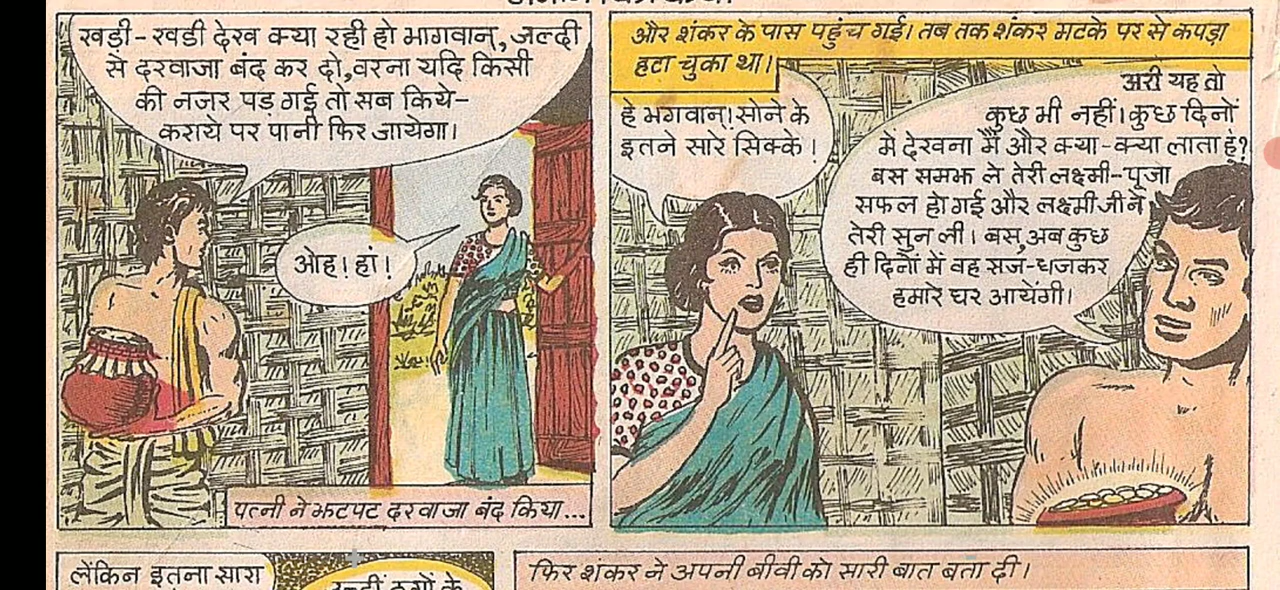 खड़ी-खडी देख क्या रही हो भागवान, जल्दी
से दरवाजा बंद कर दो, वरना यदि किसी
की नजर पड़ गई तो सब किये-
कराये पर पानी फिर जायेगा।
ओह! हां!
पत्नी ने झटपट दरवाजा बंद किया...
और शंकर के पास पहुंच गई। तब तक शंकर मटके पर से कपड़ा
हटा चुका था।
हे भगवान्! सोने के
इतने सारे सिक्के!
अरी यह तो
कुछ भी नहीं। कुछ दिनों
में देखना मैं और क्या-क्या लाता हूं?
बस समझ ले तेरी लक्ष्मी-पूजा
सफल हो गई और लक्ष्मीजी ने
तेरी सुन ली। बस, अब कुछ
ही दिनों में वह सज-धजकर
हमारे घर आयेंगी।
लेकिन इतना सारा
फिर शंकर ने अपनी बीवी को सारी बात बता दी।